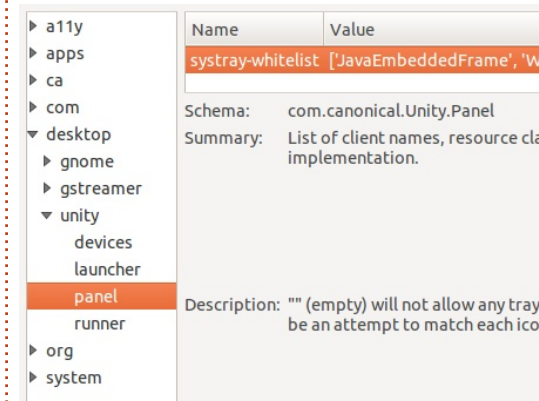 a11y
apps
ca
com
desktop
gnome
gstreamer
unity
devices
launcher
panel
runner
org
system
Name Value
systray-whitelist ['JavaEmbeddedFrame', 'W
Schema: com.canonical.Unity.Panel
Summary: List of client names, resource cla
implementation.
Description: "" (empty) will not allow any tray
be an attempt to match each ico